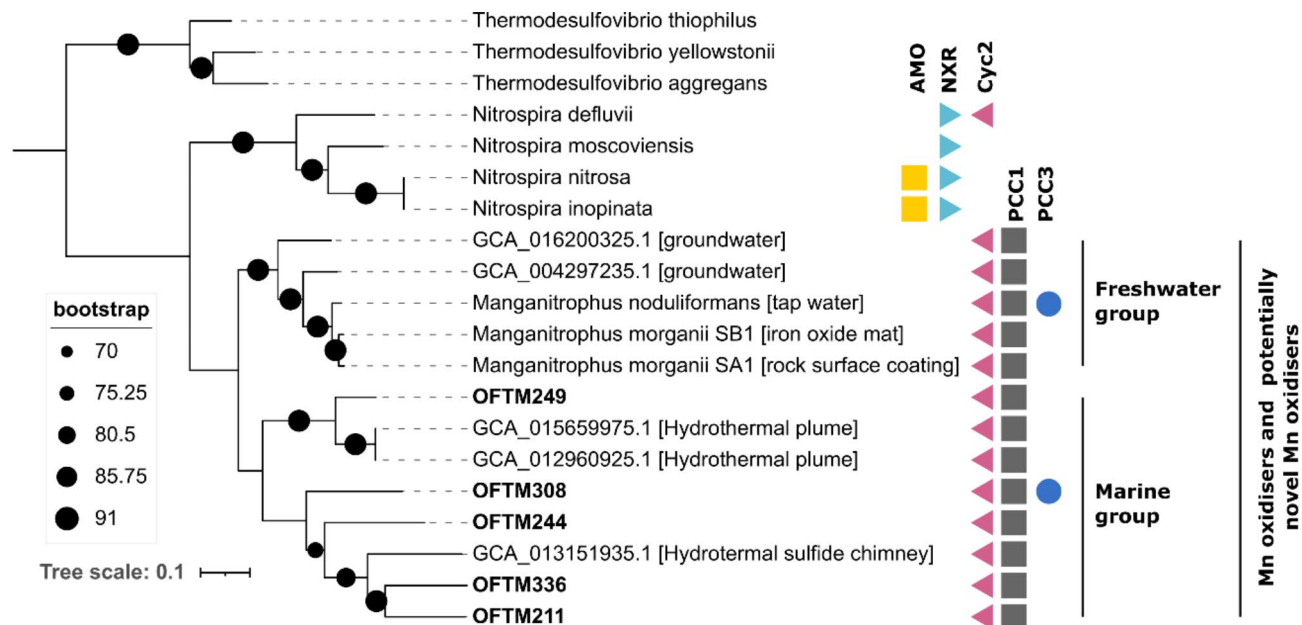 Thermodesulfovibrio thiophilus
Thermodesulfovibrio yellowstonii
Thermodesulfovibrio aggregans
AMO
NXR
Cyc2
Nitrospira defluvii
Nitrospira moscoviensis
Nitrospira nitrosa
Nitrospira inopinata
PCC1
PCC3
GCA_016200325.1 [groundwater]
GCA_004297235.1 [groundwater]
Manganitrophus noduliformans [tap water]
Manganitrophus morganii SB1 [iron oxide mat]
Manganitrophus morganii SA1 [rock surface coating]
OFTM249
GCA_015659975.1 [Hydrothermal plume]
GCA_012960925.1 [Hydrothermal plume]
OFTM308
OFTM244
GCA_013151935.1 [Hydrotermal sulfide chimney]
OFTM336
OFTM211
Freshwater
group
Marine
group
Mn oxidisers and potentially
novel Mn oxidisers
bootstrap
70
75.25
80.5
85.75
91
Tree scale: 0.1